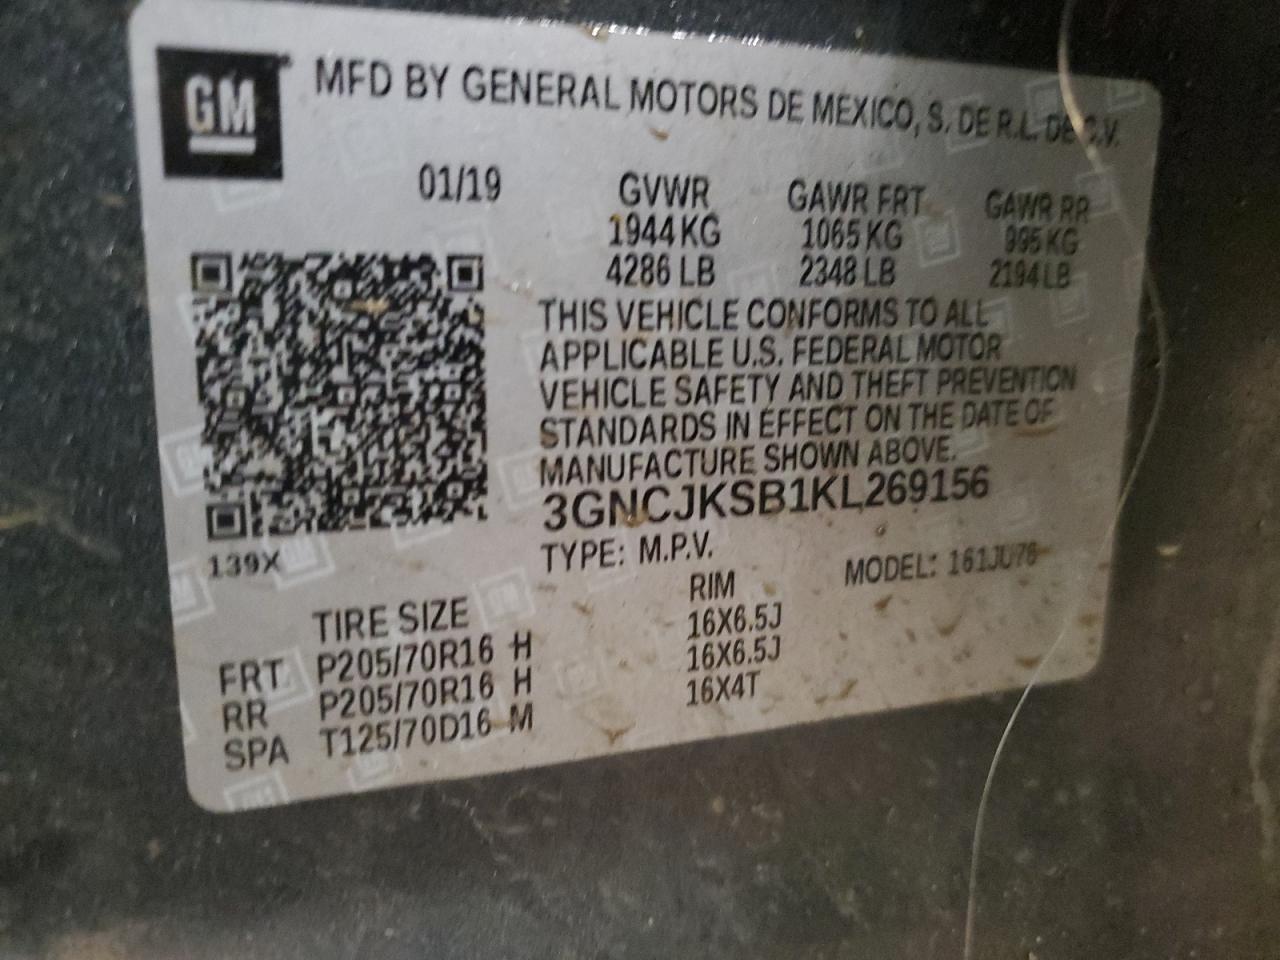 GM
MFD BY GENERAL MOTORS DE MEXICO, S. DE R.L. DE C.V.
01/19 GVWR GAWR FRT GAWR RR
1944 KG 1065 KG 995 KG
4286 LB 2348 LB 2194 LB
THIS VEHICLE CONFORMS TO ALL
APPLICABLE U.S. FEDERAL MOTOR
VEHICLE SAFETY AND THEFT PREVENTION
STANDARDS IN EFFECT ON THE DATE OF
MANUFACTURE SHOWN ABOVE.
3GNCJKSB1KL269156
139X
TYPE: M.P.V. MODEL: 1S1JU76
TIRE SIZE RIM
FRT P205/70R16 H 16X6.5J
RR P205/70R16 H 16X6.5J
SPA T125/70D16 M 16X4T